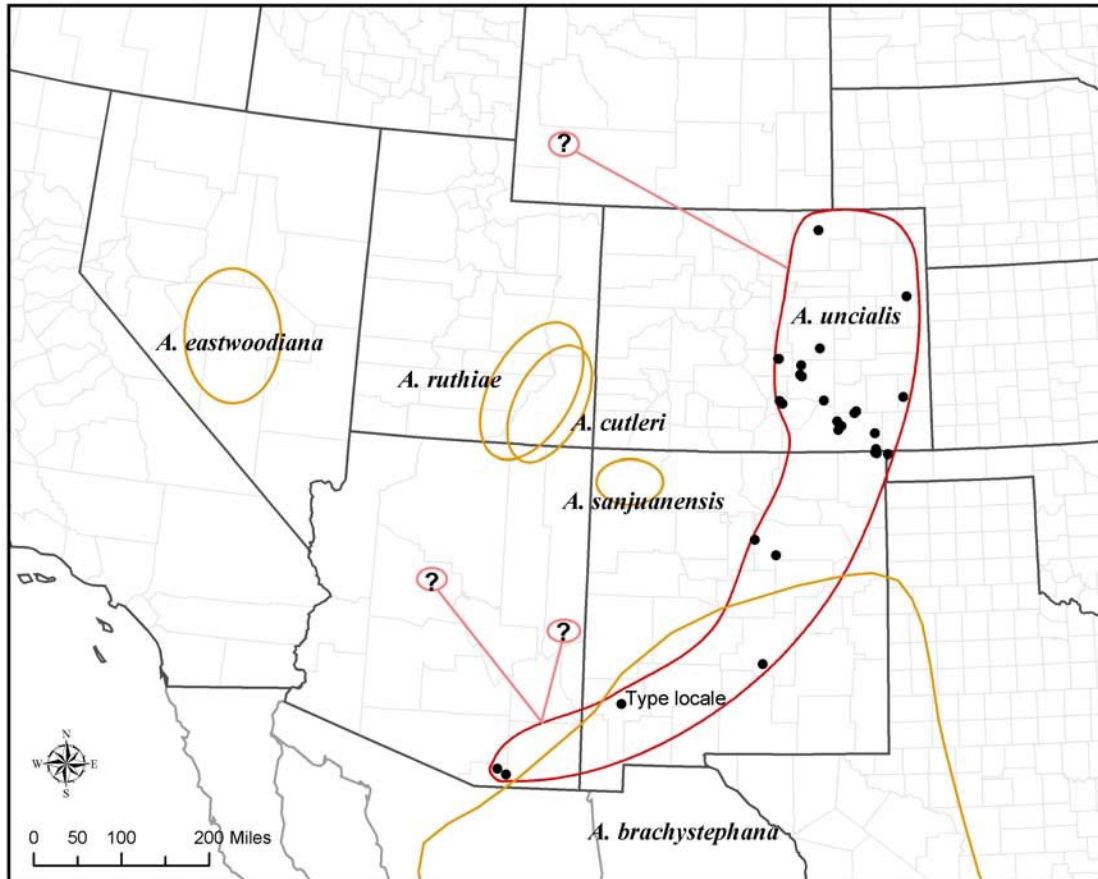 ?
A. uncialis
A. eastwoodiana
A. ruthiae
A. cutleri
A. sanjuanensis
?
?
Type locale
N
W E
S
A. brachystephana
0 50 100 200 Miles